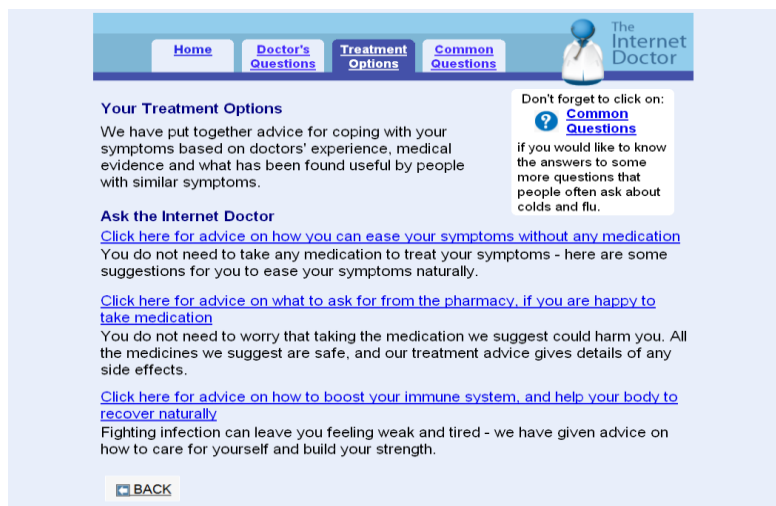 The
Internet
Doctor
Home
Doctor's
Questions
Treatment
Options
Common
Questions
Your Treatment Options
We have put together advice for coping with your
symptoms based on doctors' experience, medical
evidence and what has been found useful by people
with similar symptoms.
Don't forget to click on:
?
Common
Questions
if you would like to know
the answers to some
more questions that
people often ask about
colds and flu.
Ask the Internet Doctor
Click here for advice on how you can ease your symptoms without any medication
You do not need to take any medication to treat your symptoms - here are some
suggestions for you to ease your symptoms naturally.
Click here for advice on what to ask for from the pharmacy, if you are happy to
take medication
You do not need to worry that taking the medication we suggest could harm you. All
the medicines we suggest are safe, and our treatment advice gives details of any
side effects.
Click here for advice on how to boost your immune system, and help your body to
recover naturally
Fighting infection can leave you feeling weak and tired - we have given advice on
how to care for yourself and build your strength.
BACK